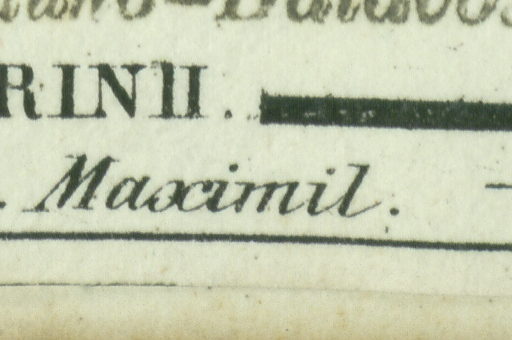 RINII.
. Maximil. –